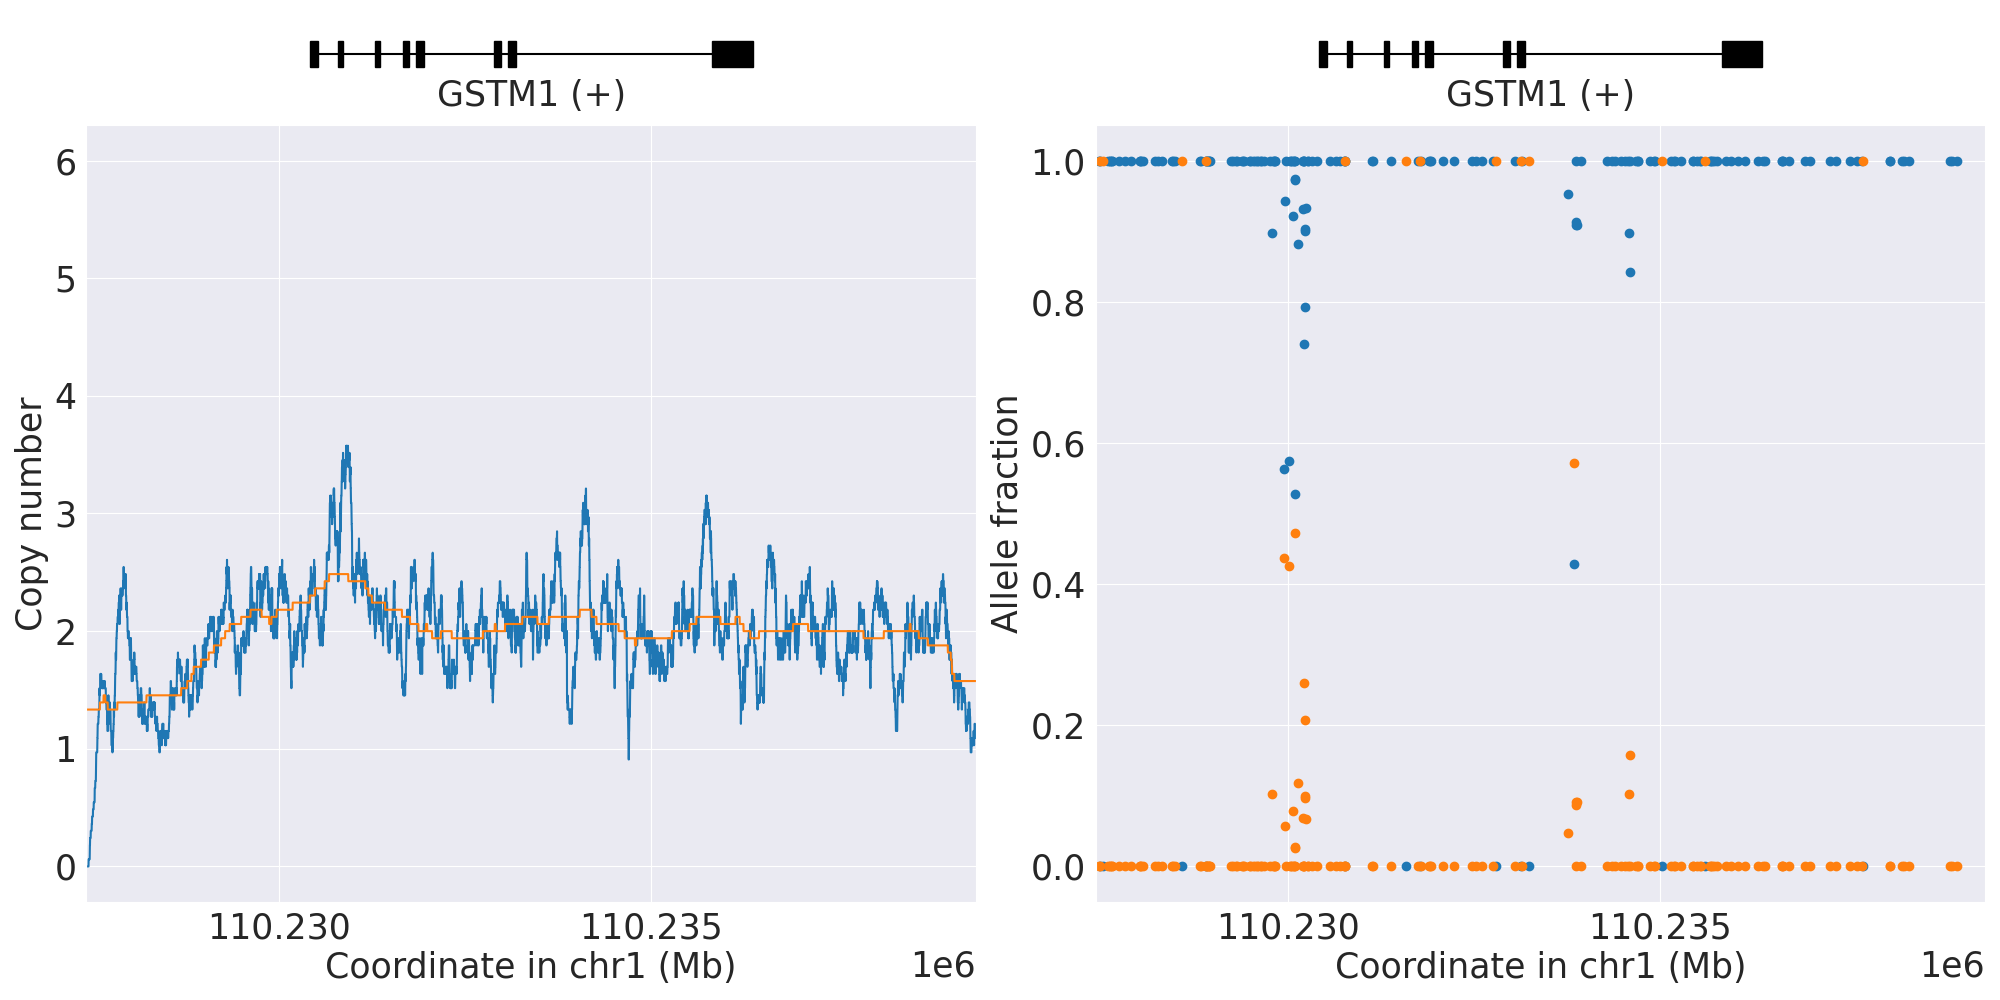 GSTM1 (+)
6
5
4
3
2
1
0
Copy number
110.230
110.235
Coordinate in chr1 (Mb)
1e6
GSTM1 (+)
1.0
0.8
0.6
0.4
0.2
0.0
Allele fraction
110.230
110.235
Coordinate in chr1 (Mb)
1e6